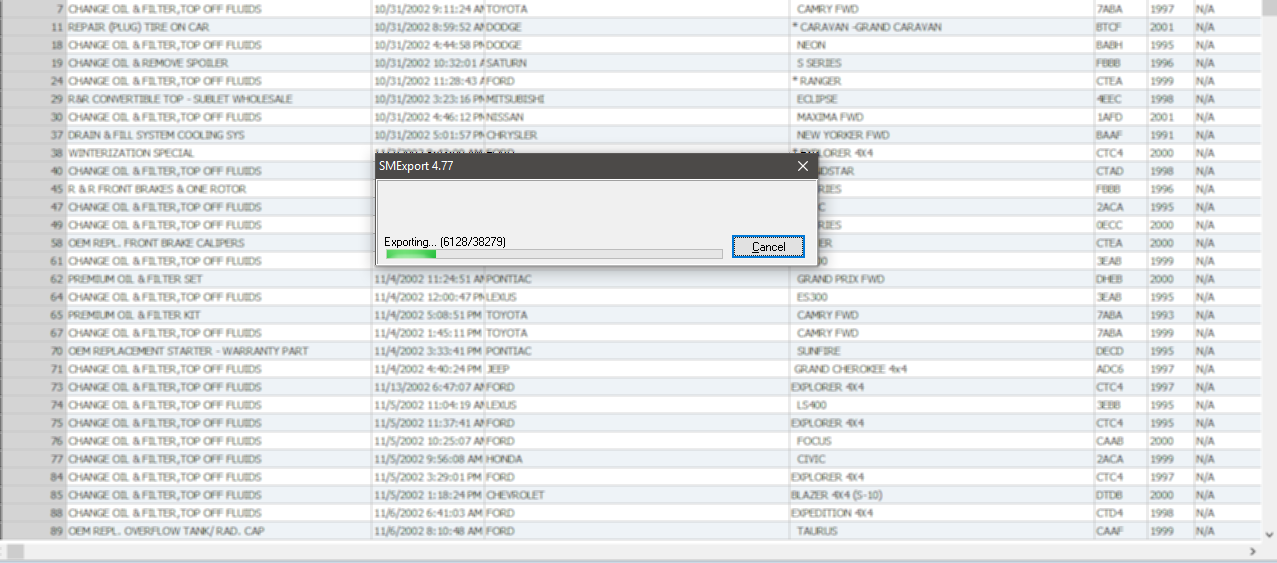 7 CHANGE OIL & FILTER,TOP OFF FLUIDS 10/31/2002 9:11:24 AM TOYOTA CAMRY FWD 7ABA 1997 N/A
11 REPAIR (PLUG) TIRE ON CAR 10/31/2002 8:59:52 AM DODGE * CARAVAN -GRAND CARAVAN BTCF 2001 N/A
18 CHANGE OIL & FILTER,TOP OFF FLUIDS 10/31/2002 4:44:58 PM DODGE NEON BABH 1995 N/A
19 CHANGE OIL & REMOVE SPOILER 10/31/2002 10:32:01 A SATURN S SERIES FBBB 1996 N/A
24 CHANGE OIL & FILTER,TOP OFF FLUIDS 10/31/2002 11:28:43 A FORD * RANGER CTEA 1999 N/A
29 R&R CONVERTIBLE TOP - SUBLET WHOLESALE 10/31/2002 3:23:16 PM MITSUBISHI ECLIPSE 4EEC 1998 N/A
30 CHANGE OIL & FILTER,TOP OFF FLUIDS 10/31/2002 4:46:12 PM NISSAN MAXIMA FWD 1AFD 2001 N/A
37 DRAIN & FILL SYSTEM COOLING SYS 10/31/2002 5:01:57 PM CHRYSLER NEW YORKER FWD BAAF 1991 N/A
38 WINTERIZATION SPECIAL EXPLORER 4X4 CTC4 2000 N/A
SMExport 4.77
40 CHANGE OIL & FILTER,TOP OFF FLUIDS DSTAR CTAD 1998 N/A
45 R & R FRONT BRAKES & ONE ROTOR RIES FBBB 1996 N/A
47 CHANGE OIL & FILTER,TOP OFF FLUIDS C 2ACA 1995 N/A
49 CHANGE OIL & FILTER,TOP OFF FLUIDS RIES 0ECC 2000 N/A
58 OEM REPL. FRONT BRAKE CALIPERS Exporting... (6128/38279) Cancel ER CTEA 2000 N/A
61 CHANGE OIL & FILTER,TOP OFF FLUIDS 3EAB 1999 N/A
62 PREMIUM OIL & FILTER SET 11/4/2002 11:24:51 AM PONTIAC GRAND PRIX FWD DHEB 2000 N/A
64 CHANGE OIL & FILTER,TOP OFF FLUIDS 11/4/2002 12:00:47 PM LEXUS ES300 3EAB 1995 N/A
65 PREMIUM OIL & FILTER KIT 11/4/2002 5:08:51 PM TOYOTA CAMRY FWD 7ABA 1993 N/A
67 CHANGE OIL & FILTER,TOP OFF FLUIDS 11/4/2002 1:45:11 PM TOYOTA CAMRY FWD 7ABA 1999 N/A
70 OEM REPLACEMENT STARTER - WARRANTY PART 11/4/2002 3:33:41 PM PONTIAC SUNFIRE DECD 1995 N/A
71 CHANGE OIL & FILTER,TOP OFF FLUIDS 11/4/2002 4:40:24 PM JEEP GRAND CHEROKEE 4x4 ADC6 1997 N/A
73 CHANGE OIL & FILTER,TOP OFF FLUIDS 11/13/2002 6:47:07 AM FORD EXPLORER 4X4 CTC4 1997 N/A
74 CHANGE OIL & FILTER,TOP OFF FLUIDS 11/5/2002 11:04:19 AM LEXUS LS400 3EBB 1995 N/A
75 CHANGE OIL & FILTER,TOP OFF FLUIDS 11/5/2002 11:37:41 AM FORD EXPLORER 4X4 CTC4 1995 N/A
76 CHANGE OIL & FILTER,TOP OFF FLUIDS 11/5/2002 10:25:07 AM FORD FOCUS CAAB 2000 N/A
77 CHANGE OIL & FILTER,TOP OFF FLUIDS 11/5/2002 9:56:08 AM HONDA CIVIC 2ACA 1999 N/A
84 CHANGE OIL & FILTER,TOP OFF FLUIDS 11/5/2002 3:29:01 PM FORD EXPLORER 4X4 CTC4 1997 N/A
85 CHANGE OIL & FILTER,TOP OFF FLUIDS 11/5/2002 1:18:24 PM CHEVROLET BLAZER 4X4 (S-10) DTDB 2000 N/A
88 CHANGE OIL & FILTER,TOP OFF FLUIDS 11/6/2002 6:41:03 AM FORD EXPEDITION 4X4 CTD4 1998 N/A
89 OEM REPL. OVERFLOW TANK/ RAD. CAP 11/6/2002 8:10:48 AM FORD TAURUS CAAF 1999 N/A